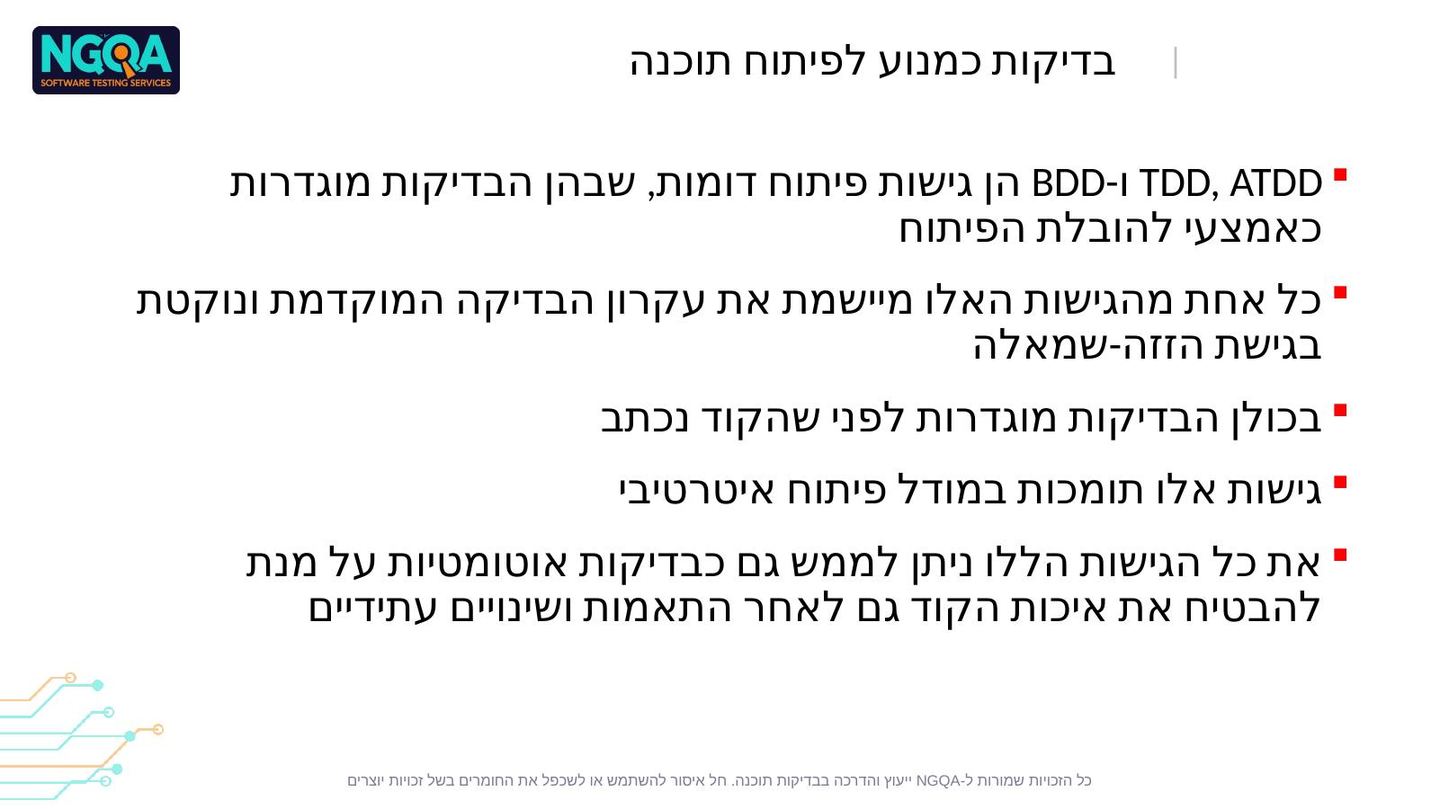 NGQA
SOFTWARE TESTING SERVICES
בדיקות כמנוע לפיתוח תוכנה
TDD, ATDD ו-BDD הן גישות פיתוח דומות, שבהן הבדיקות מוגדרות
כאמצעי להובלת הפיתוח
כל אחת מהגישות האלו מיישמת את עקרון הבדיקה המוקדמת ונוקטת
בגישת הזזה-שמאלה
בכולן הבדיקות מוגדרות לפני שהקוד נכתב
גישות אלו תומכות במודל פיתוח איטרטיבי
את כל הגישות הללו ניתן לממש גם כבדיקות אוטומטיות על מנת
להבטיח את איכות הקוד גם לאחר התאמות ושינויים עתידיים
כל הזכויות שמורות ל-NGQA ייעוץ והדרכה בבדיקות תוכנה. חל איסור להשתמש או לשכפל את החומרים בשל זכויות יוצרים